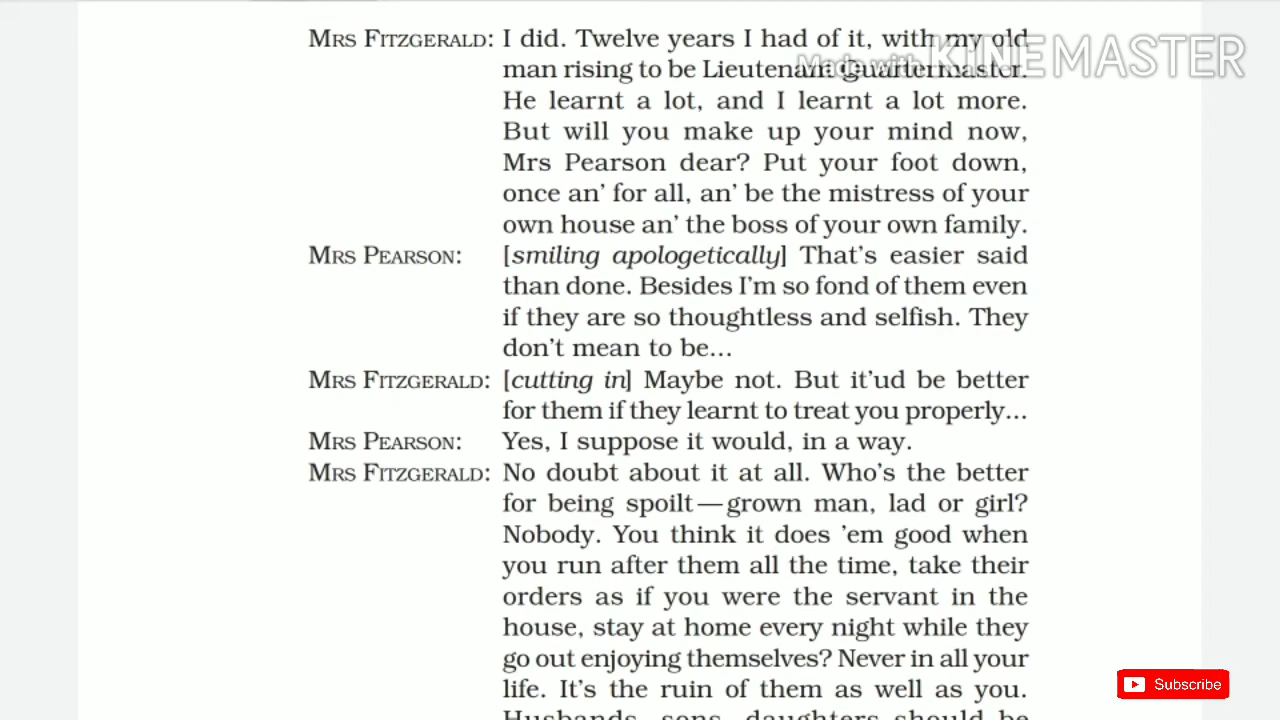 MRS FITZGERALD: I did. Twelve years I had of it, with my old
man rising to be Lieutenant Quartermaster.
Made with KINEMASTER
He learnt a lot, and I learnt a lot more.
But will you make up your mind now,
Mrs Pearson dear? Put your foot down,
once an’ for all, an’ be the mistress of your
own house an’ the boss of your own family.
MRS PEARSON: [smiling apologetically] That’s easier said
than done. Besides I’m so fond of them even
if they are so thoughtless and selfish. They
don’t mean to be...
MRS FITZGERALD: [cutting in] Maybe not. But it’ud be better
for them if they learnt to treat you properly...
MRS PEARSON: Yes, I suppose it would, in a way.
MRS FITZGERALD: No doubt about it at all. Who’s the better
for being spoilt—grown man, lad or girl?
Nobody. You think it does ’em good when
you run after them all the time, take their
orders as if you were the servant in the
house, stay at home every night while they
go out enjoying themselves? Never in all your
life. It’s the ruin of them as well as you.
Husbands, sons, daughters should be
Subscribe